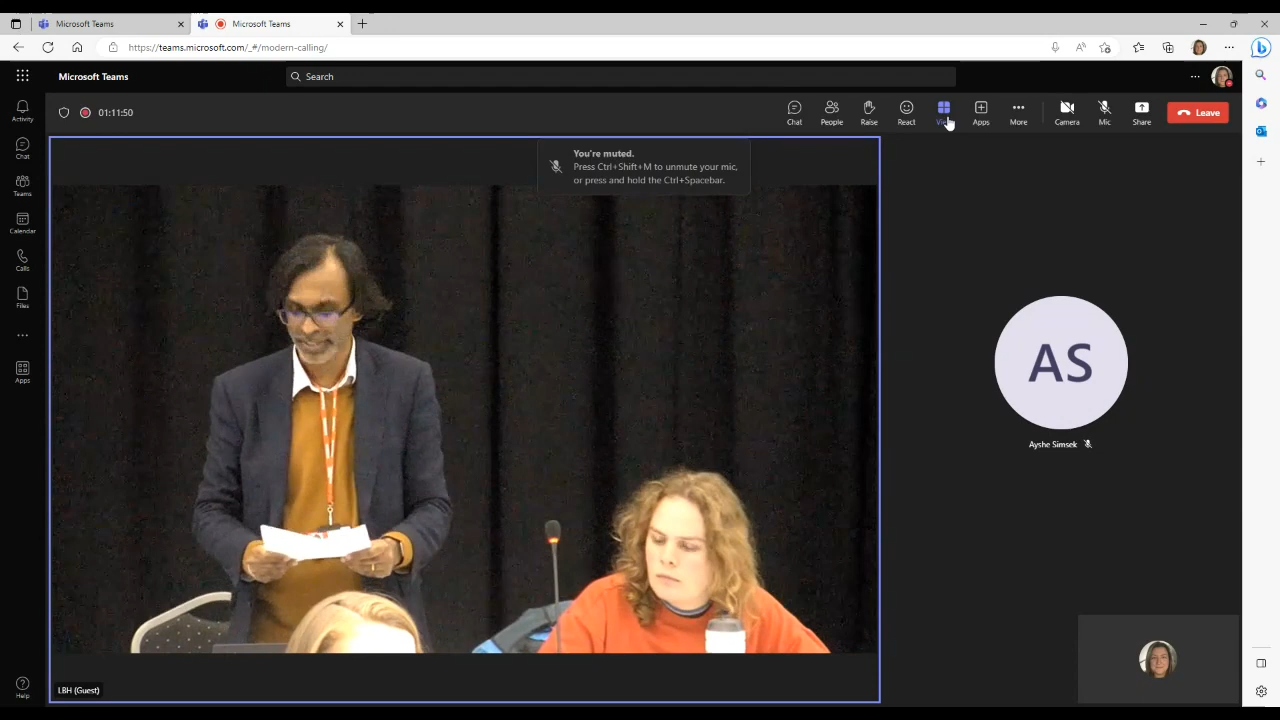 Microsoft Teams
Microsoft Teams
https://teams.microsoft.com/_#/modern-calling/
Microsoft Teams
Search
Activity
Chat
Teams
Calendar
Calls
Files
Apps
Help
01:11:50
Chat
People
Raise
React
View
Apps
More
Camera
Mic
Share
Leave
You're muted.
Press Ctrl+Shift+M to unmute your mic,
or press and hold the Ctrl+Spacebar.
AS
Ayshe Simsek
LBH (Guest)